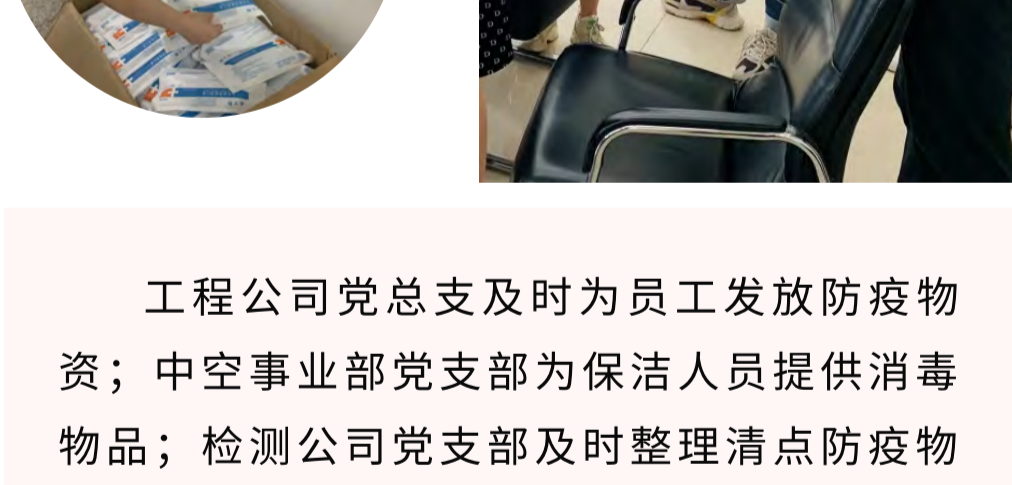 工程公司党总支及时为员工发放防疫物
资；中空事业部党支部为保洁人员提供消毒
物品；检测公司党支部及时整理清点防疫物